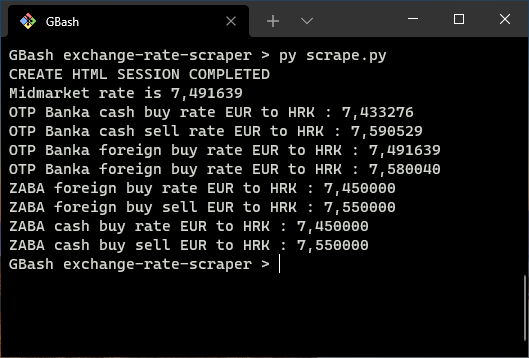 GBash
GBash exchange-rate-scraper > py scrape.py
CREATE HTML SESSION COMPLETED
Midmarket rate is 7,491639
OTP Banka cash buy rate EUR to HRK : 7,433276
OTP Banka cash sell rate EUR to HRK : 7,590529
OTP Banka foreign buy rate EUR to HRK : 7,491639
OTP Banka foreign buy rate EUR to HRK : 7,580040
ZABA foreign buy rate EUR to HRK : 7,450000
ZABA foreign buy sell EUR to HRK : 7,550000
ZABA cash buy rate EUR to HRK : 7,450000
ZABA cash buy sell EUR to HRK : 7,550000
GBash exchange-rate-scraper >